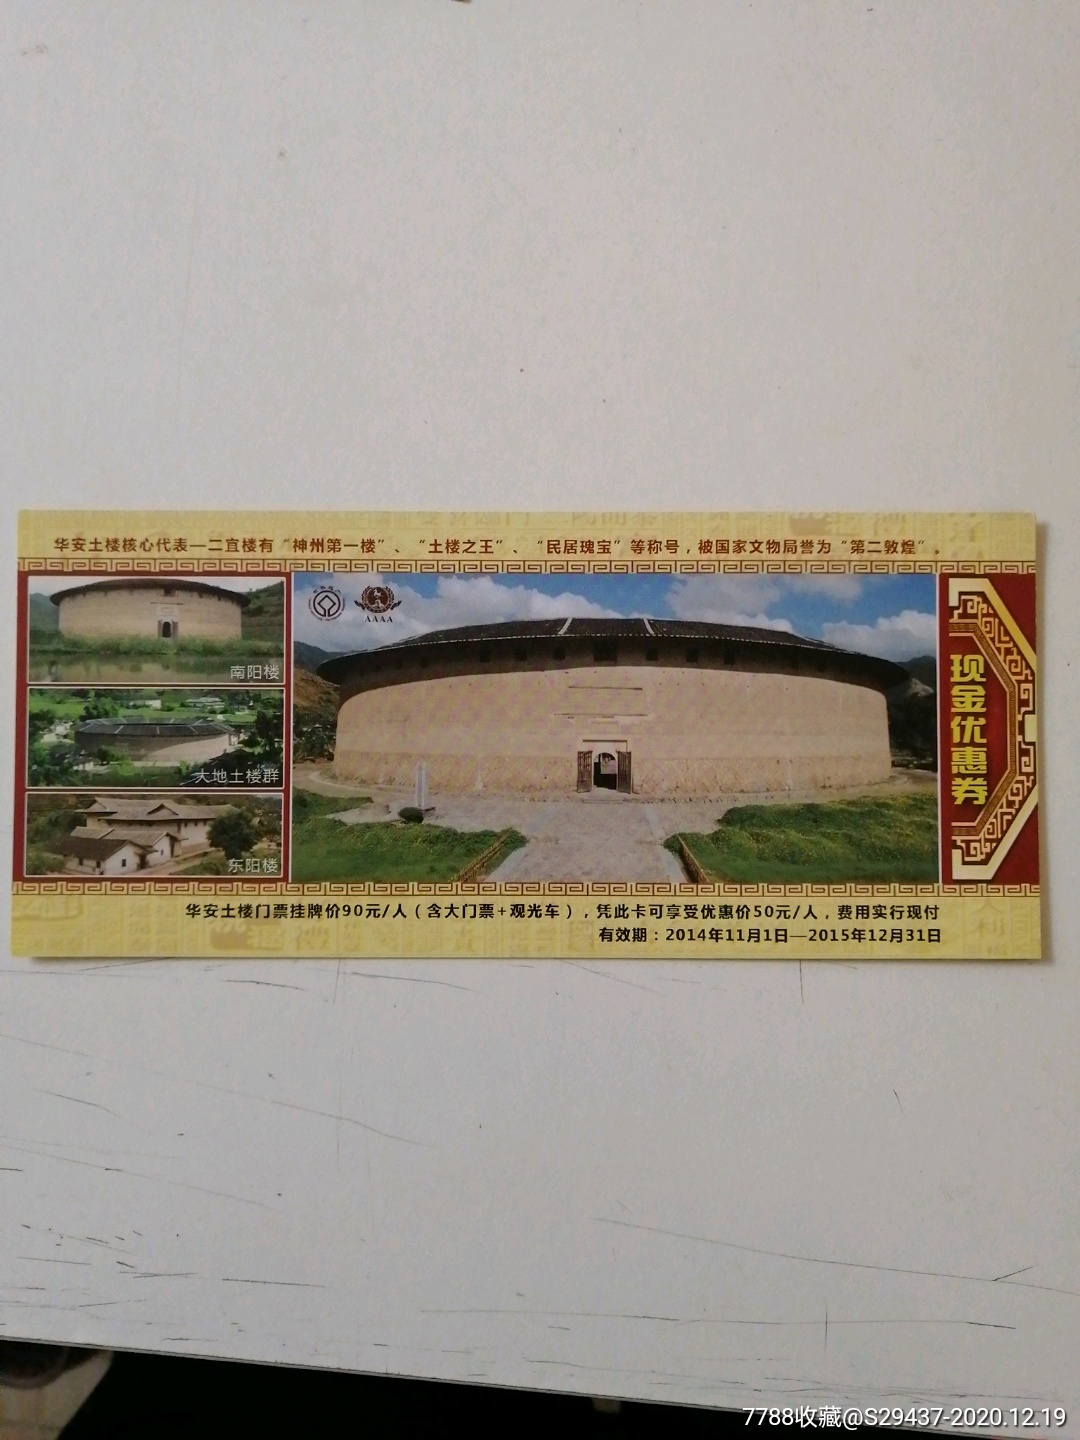 华安土楼核心代表—二宜楼有“神州第一楼”、“土楼之王”、“民居瑰宝”等称号，被国家文物局誉为“第二敦煌”。
AAAA
南阳楼
大地土楼群
东阳楼
现金优惠券
华安土楼门票挂牌价90元/人（含大门票+观光车），凭此卡可享受优惠价50元/人，费用实行现付
有效期：2014年11月1日—2015年12月31日
7788收藏@S29437-2020.12.19